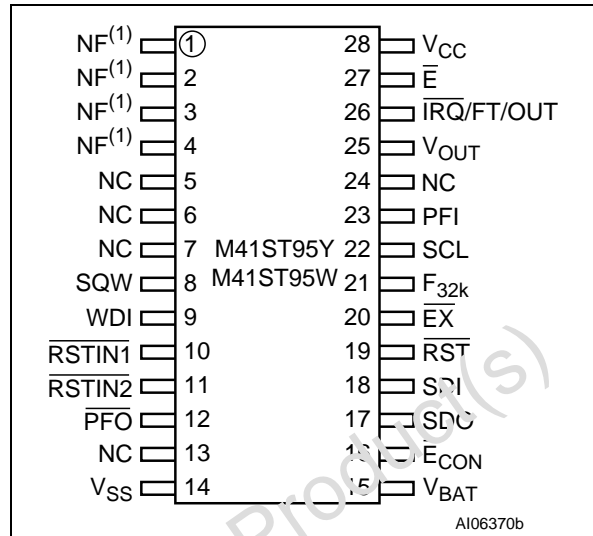 NF(1) 1 28 VCC
NF(1) 2 27 E
NF(1) 3 26 IRQ/FT/OUT
NF(1) 4 25 VOUT
NC 5 24 NC
NC 6 23 PFI
NC 7 M41ST95Y 22 SCL
SQW 8 M41ST95W 21 F32k
WDI 9 20 EX
RSTIN1 10 19 RST
RSTIN2 11 18 SDI
PFO 12 17 SDO
NC 13 16 ECON
VSS 14 15 VBAT
Product(s)
AI06370b